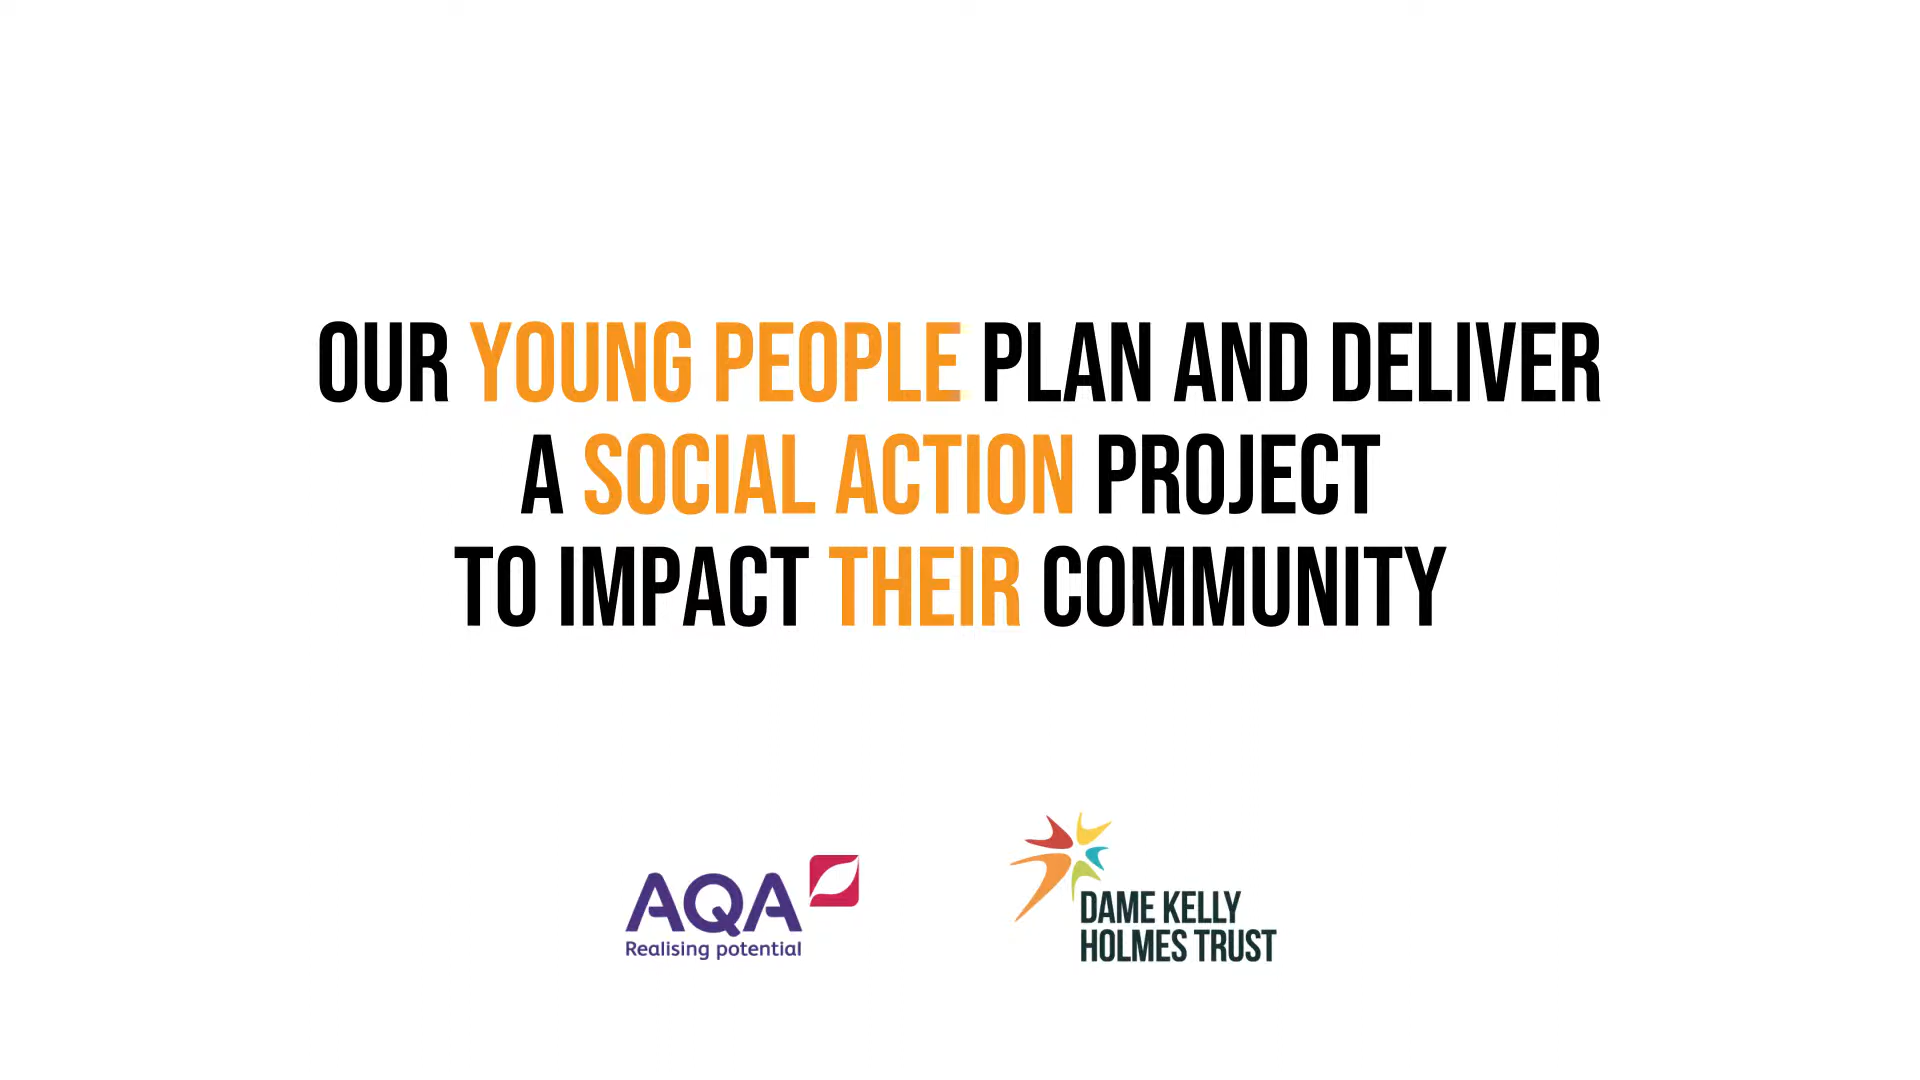 OUR YOUNG PEOPLE PLAN AND DELIVER
A SOCIAL ACTION PROJECT
TO IMPACT THEIR COMMUNITY
AQA
Realising potential
DAME KELLY
HOLMES TRUST